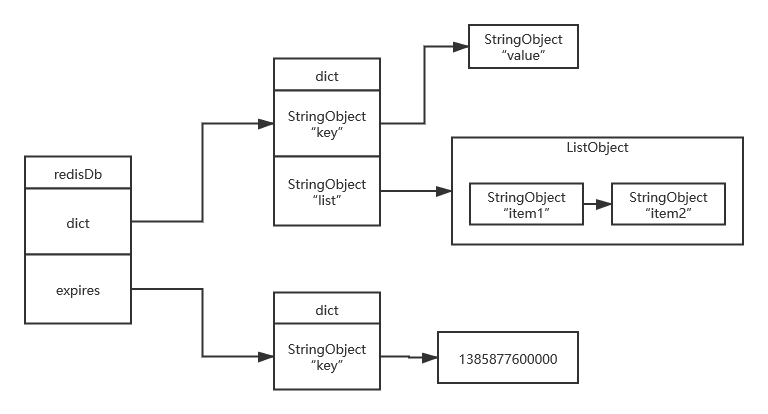 StringObject
“value”
dict
StringObject
“key”
ListObject
redisDb
StringObject
“list”
StringObject
“item1”
StringObject
“item2”
dict
expires
dict
StringObject
“key”
1385877600000